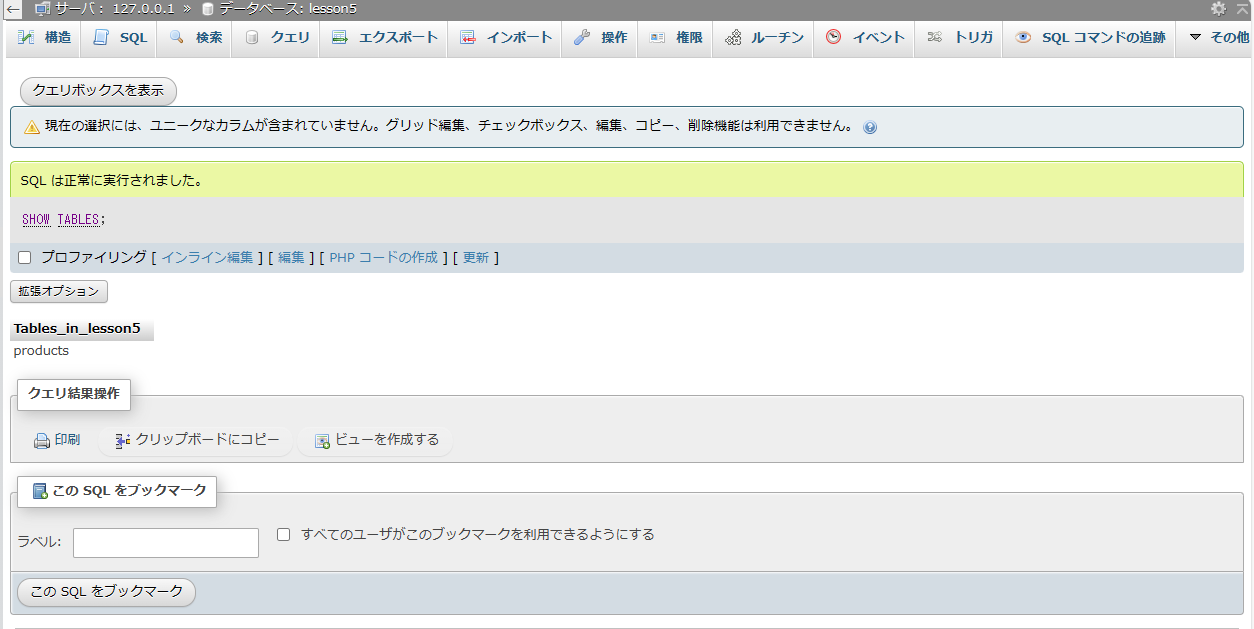 サーバ: 127.0.0.1 » データベース: lesson5
構造 SQL 検索 クエリ エクスポート インポート 操作 権限 ルーチン イベント トリガ SQL コマンドの追跡 その他
クエリボックスを表示
現在の選択には、ユニークなカラムが含まれていません。グリッド編集、チェックボックス、編集、コピー、削除機能は利用できません。
SQL は正常に実行されました。
SHOW TABLES;
プロファイリング [ インライン編集 ] [ 編集 ] [ PHP コードの作成 ] [ 更新 ]
拡張オプション
Tables_in_lesson5
products
クエリ結果操作
印刷 クリップボードにコピー ビューを作成する
この SQL をブックマーク
ラベル: すべてのユーザがこのブックマークを利用できるようにする
この SQL をブックマーク